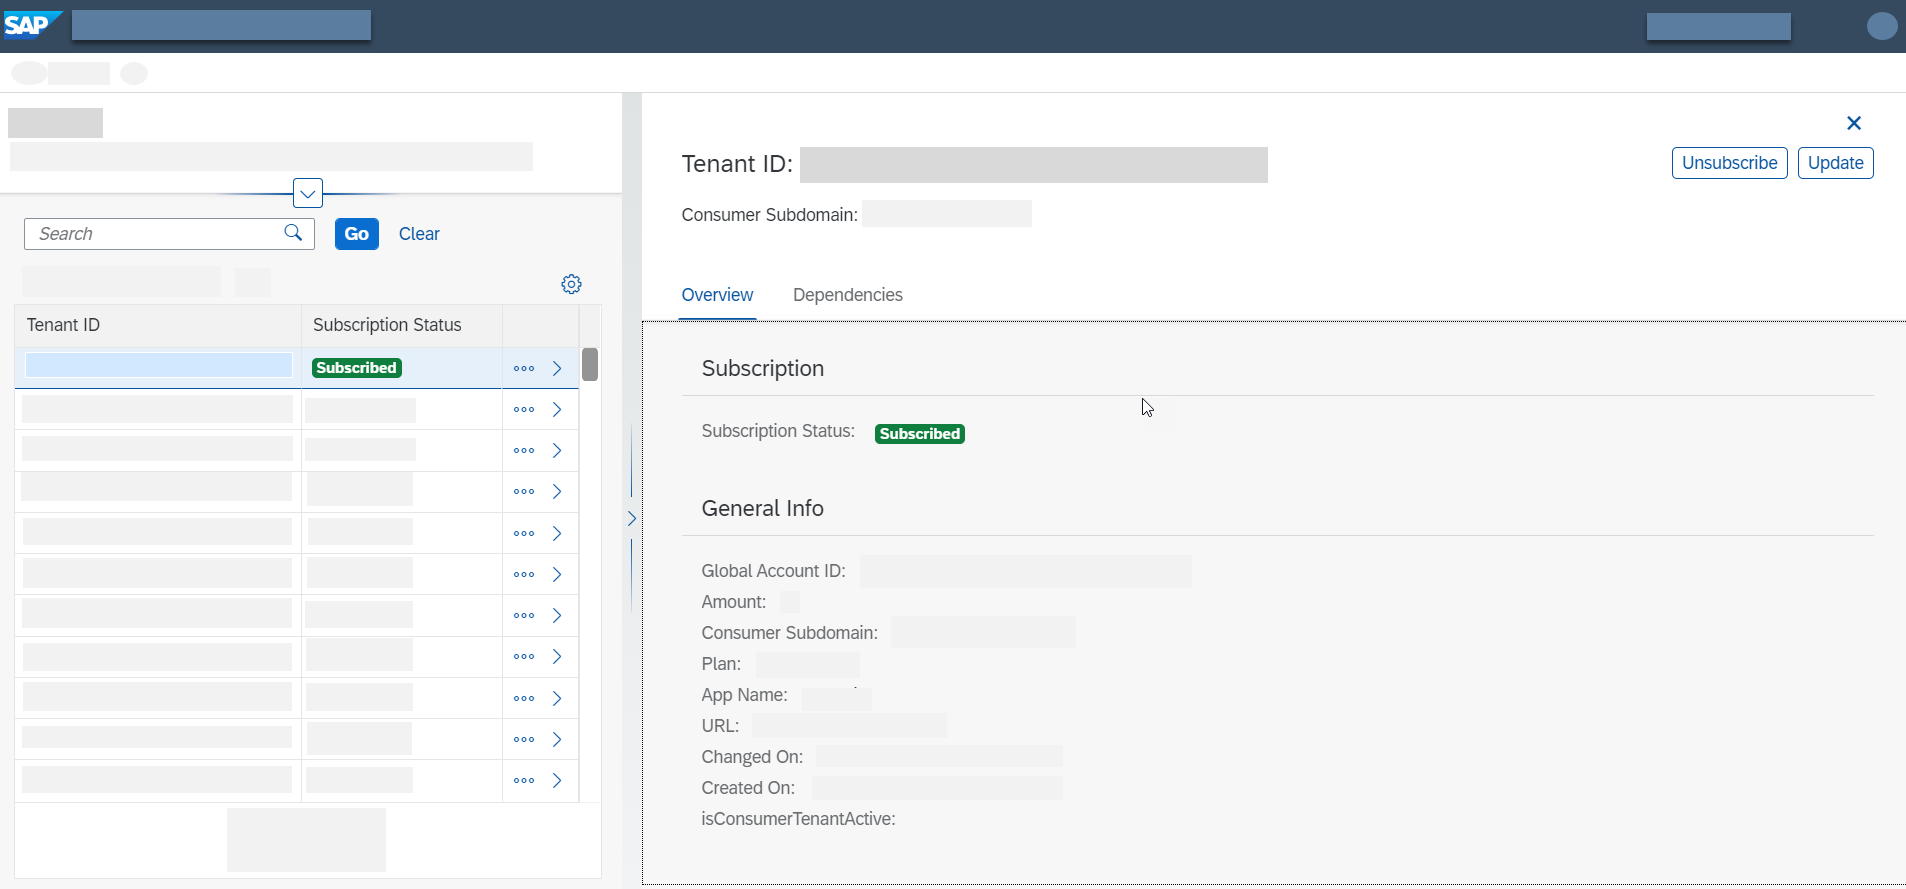 SAP
Tenant ID:
Unsubscribe
Update
Consumer Subdomain:
Search
Go
Clear
Overview
Dependencies
Tenant ID
Subscription Status
Subscribed
Subscription
Subscription Status:
Subscribed
General Info
Global Account ID:
Amount:
Consumer Subdomain:
Plan:
App Name:
URL:
Changed On:
Created On:
isConsumerTenantActive: